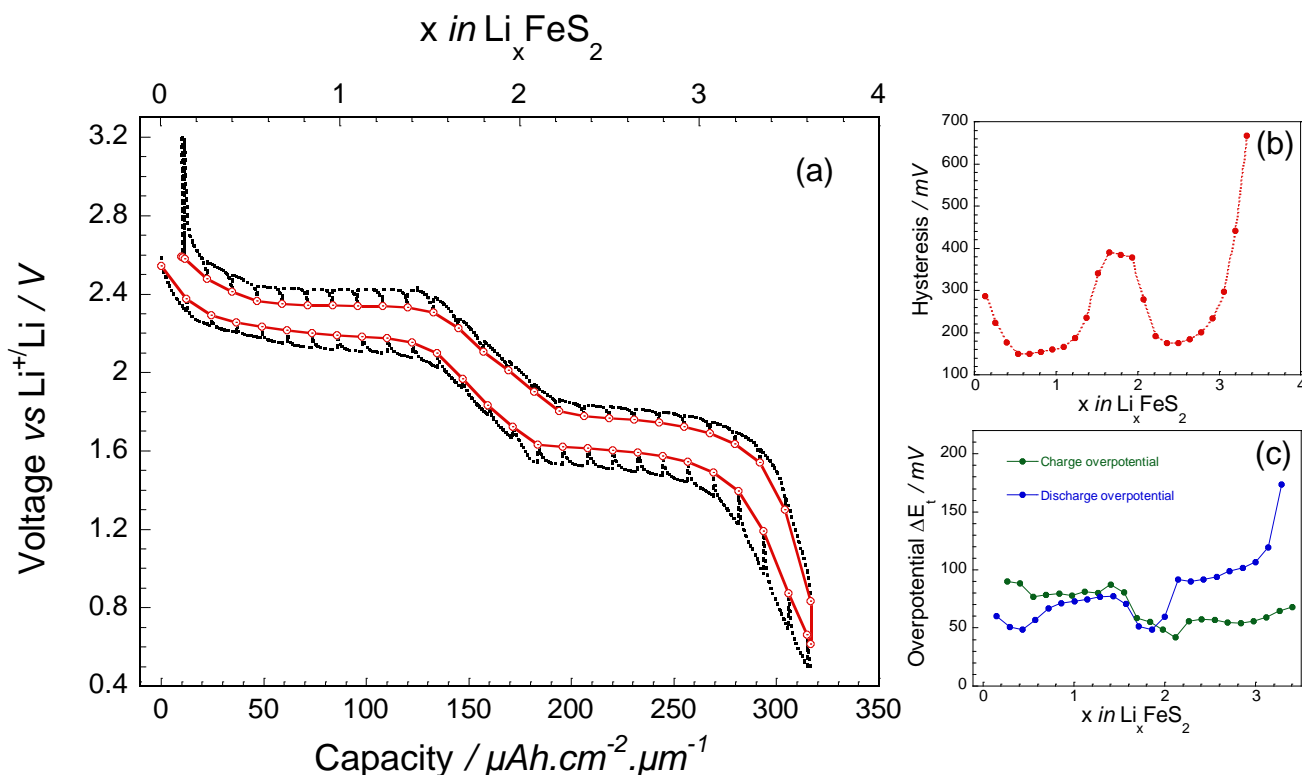 x in LixFeS2
0 1 2 3 4
3.2
2.8
2.4
2
1.6
1.2
0.8
0.4
Voltage vs Li+/Li / V
(a)
0 50 100 150 200 250 300 350
Capacity / µAh.cm-2.µm-1
700
600
500
400
300
200
100
Hysteresis / mV
(b)
0 1 2 3 4
x in LixFeS2
200
150
100
50
0
Overpotential ΔEt / mV
(c)
Charge overpotential
Discharge overpotential
0 1 2 3
x in LixFeS2